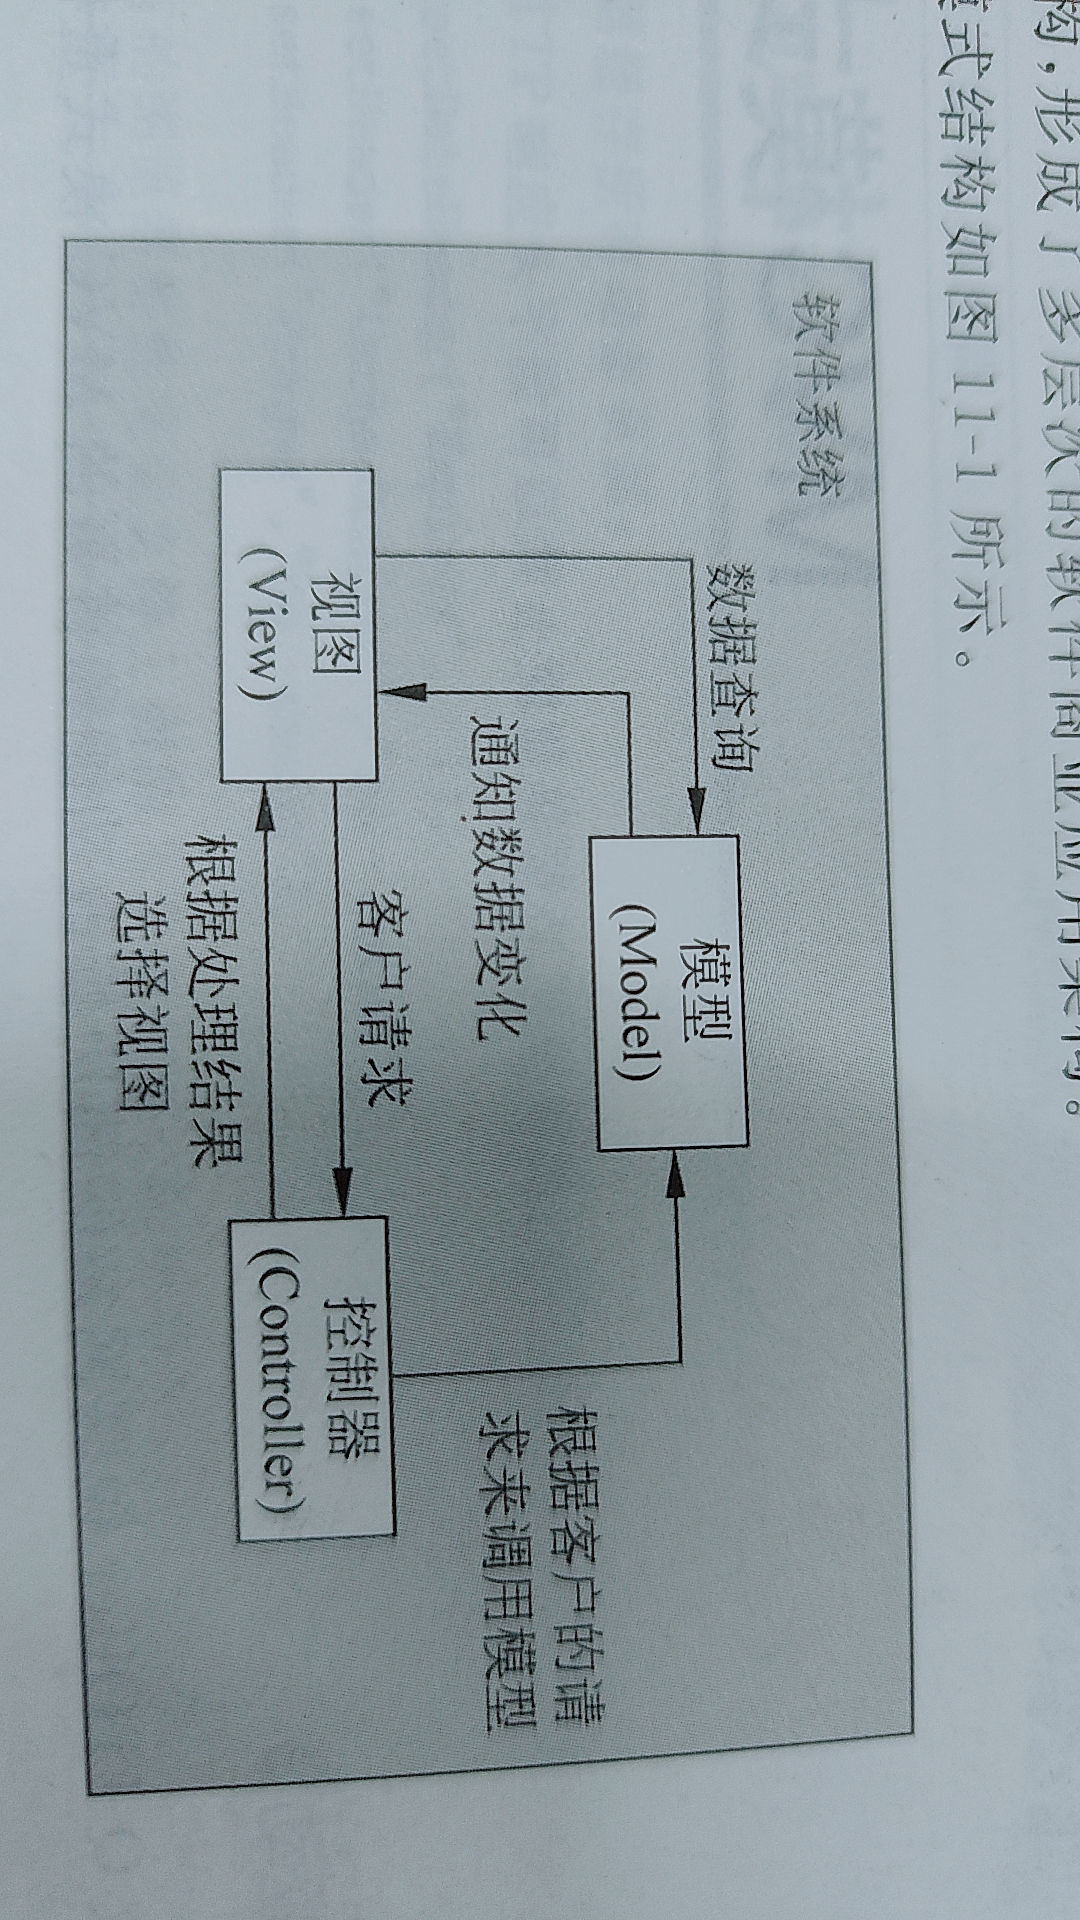 构,形成了多层次的软件商业应用架构。
模式结构如图 11-1 所示。
软件系统
数据查询
模型
(Model)
根据客户的请
求来调用模型
通知数据变化
客户请求
视图
(View)
控制器
(Controller)
根据处理结果
选择视图